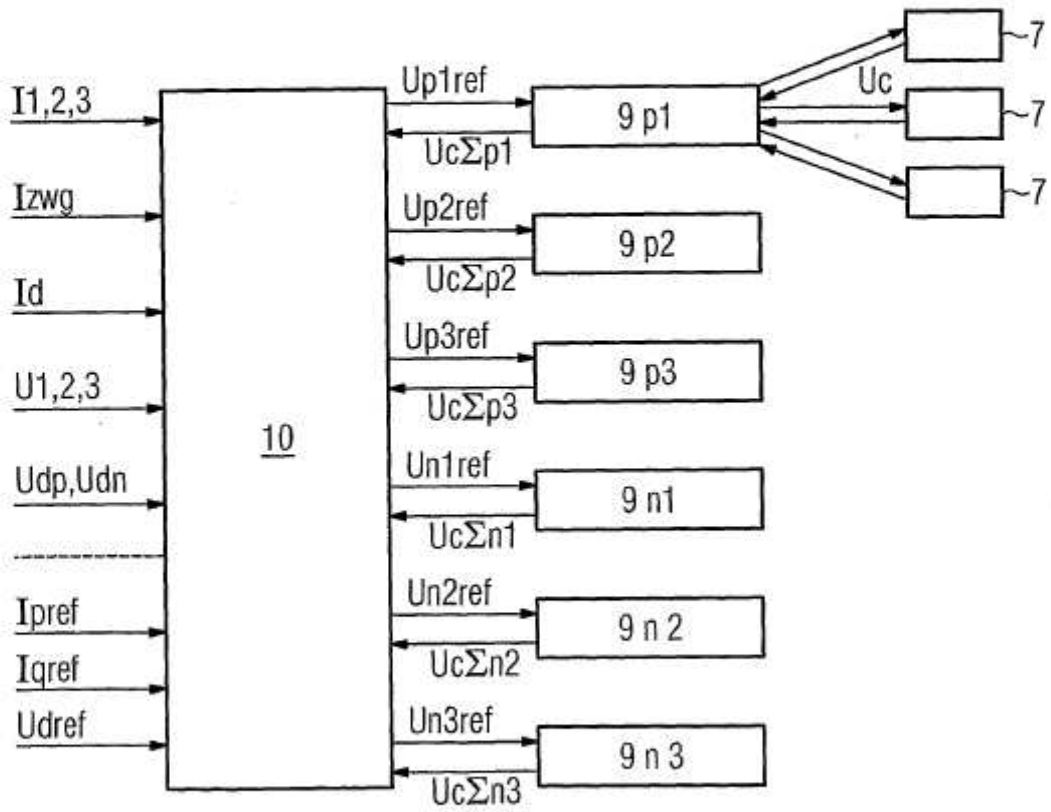 I1,2,3
Izwg
Id
U1,2,3
Udp,Udn
Ipref
Iqref
Udref
10
Up1ref
UcΣp1
Up2ref
UcΣp2
Up3ref
UcΣp3
Un1ref
UcΣn1
Un2ref
UcΣn2
Un3ref
UcΣn3
9 p1
9 p2
9 p3
9 n1
9 n 2
9 n 3
Uc
7
7
7